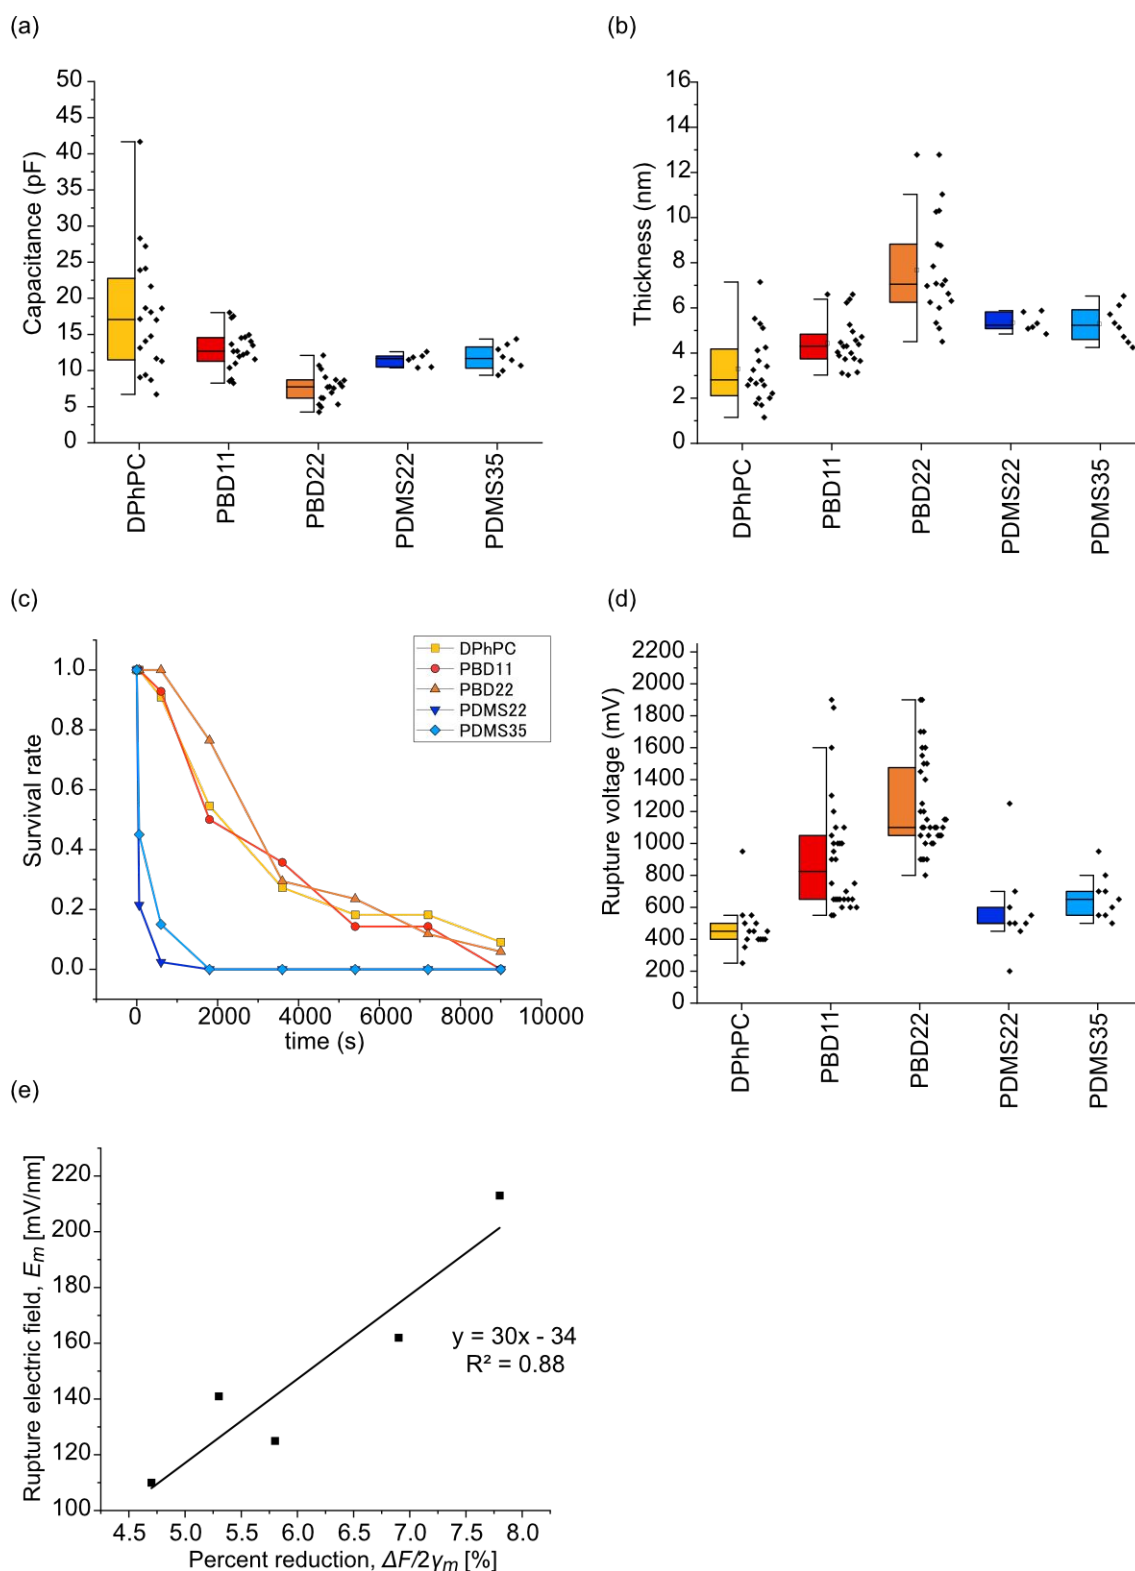 (a)
50
45
40
35
30
25
20
15
10
5
0
Capacitance (pF)
DPhPC
PBD11
PBD22
PDMS22
PDMS35
(b)
16
14
12
10
8
6
4
2
0
Thickness (nm)
DPhPC
PBD11
PBD22
PDMS22
PDMS35
(c)
1.0
0.8
0.6
0.4
0.2
0.0
Survival rate
DPhPC
PBD11
PBD22
PDMS22
PDMS35
0 2000 4000 6000 8000 10000
time (s)
(d)
2200
2000
1800
1600
1400
1200
1000
800
600
400
200
0
Rupture voltage (mV)
DPhPC
PBD11
PBD22
PDMS22
PDMS35
(e)
220
200
180
160
140
120
100
Rupture electric field, Em [mV/nm]
y = 30x - 34
R² = 0.88
4.5 5.0 5.5 6.0 6.5 7.0 7.5 8.0
Percent reduction, ΔF/2γm [%]